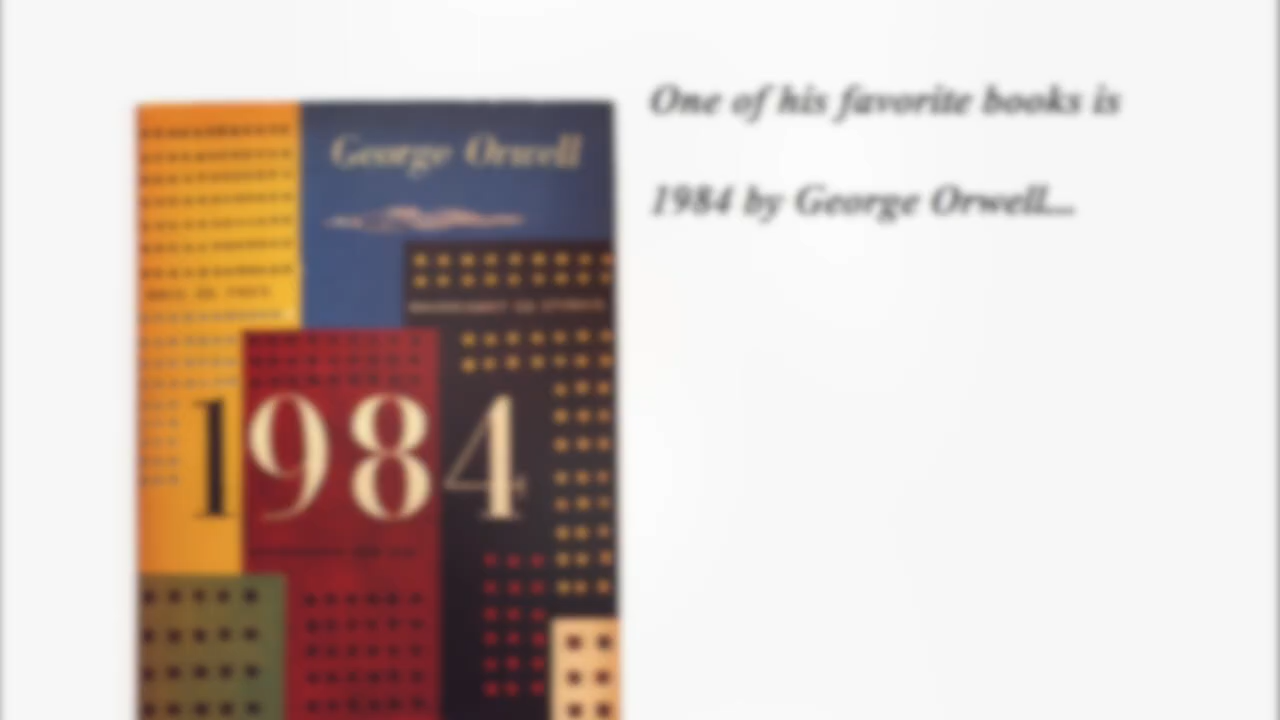 George Orwell
1984
One of his favorite books is
1984 by George Orwell...